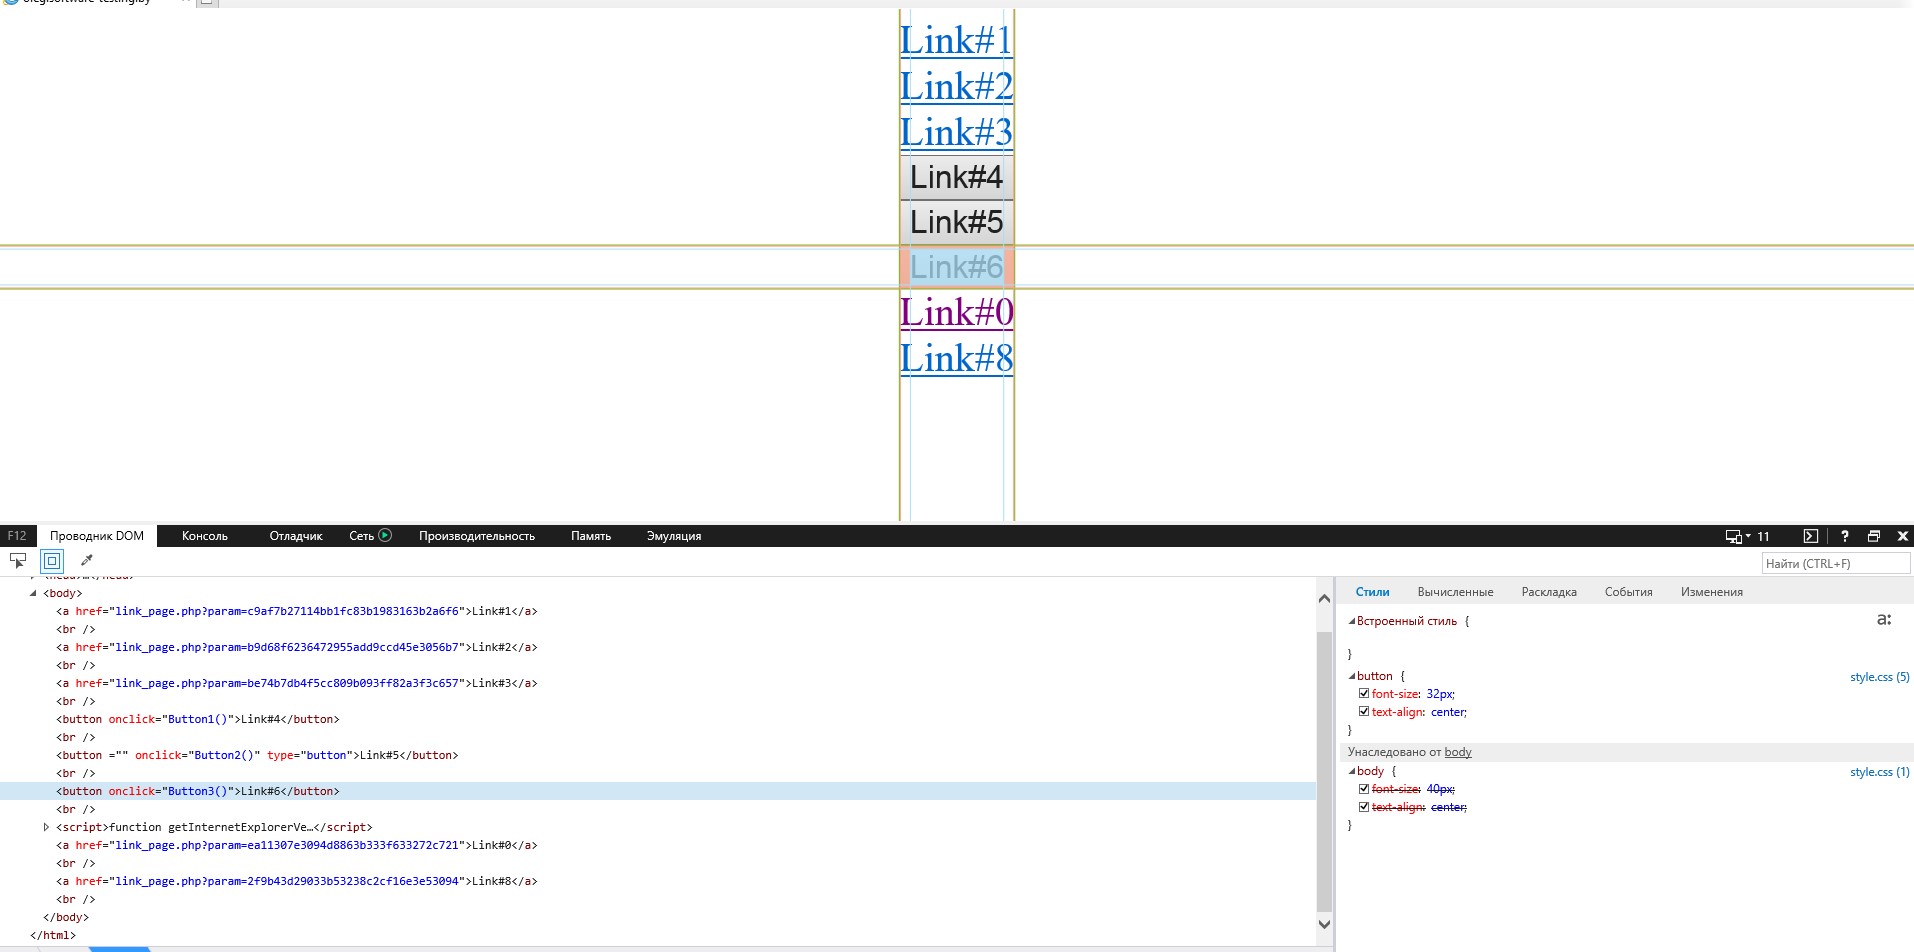 Link#1
Link#2
Link#3
Link#4
Link#5
Link#6
Link#0
Link#8
F12 Проводник DOM Консоль Отладчик Сеть Производительность Память Эмуляция 11 ?
Найти (CTRL+F)
<body>
<a href="link_page.php?param=c9af7b27114bb1fc83b1983163b2a6f6">Link#1</a>
<br />
<a href="link_page.php?param=b9d68f6236472955add9ccd45e3056b7">Link#2</a>
<br />
<a href="link_page.php?param=be74b7db4f5cc809b093ff82a3f3c657">Link#3</a>
<br />
<button onclick="Button1()">Link#4</button>
<br />
<button ="" onclick="Button2()" type="button">Link#5</button>
<br />
<button onclick="Button3()">Link#6</button>
<br />
<script>function getInternetExplorerVe…</script>
<a href="link_page.php?param=ea11307e3094d8863b333f633272c721">Link#0</a>
<br />
<a href="link_page.php?param=2f9b43d29033b53238c2cf16e3e53094">Link#8</a>
<br />
</body>
</html>
Стили Вычисленные Раскладка События Изменения
Встроенный стиль { a:
}
button { style.css (5)
font-size: 32px;
text-align: center;
}
Унаследовано от body
body { style.css (1)
font-size: 40px;
text-align: center;
}